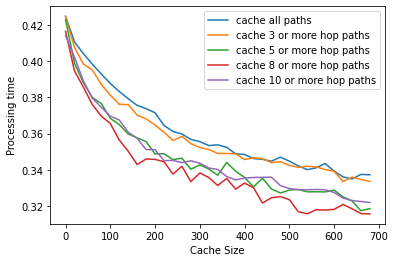 cache all paths
cache 3 or more hop paths
cache 5 or more hop paths
cache 8 or more hop paths
cache 10 or more hop paths
Processing time
0.42
0.40
0.38
0.36
0.34
0.32
0 100 200 300 400 500 600 700
Cache Size